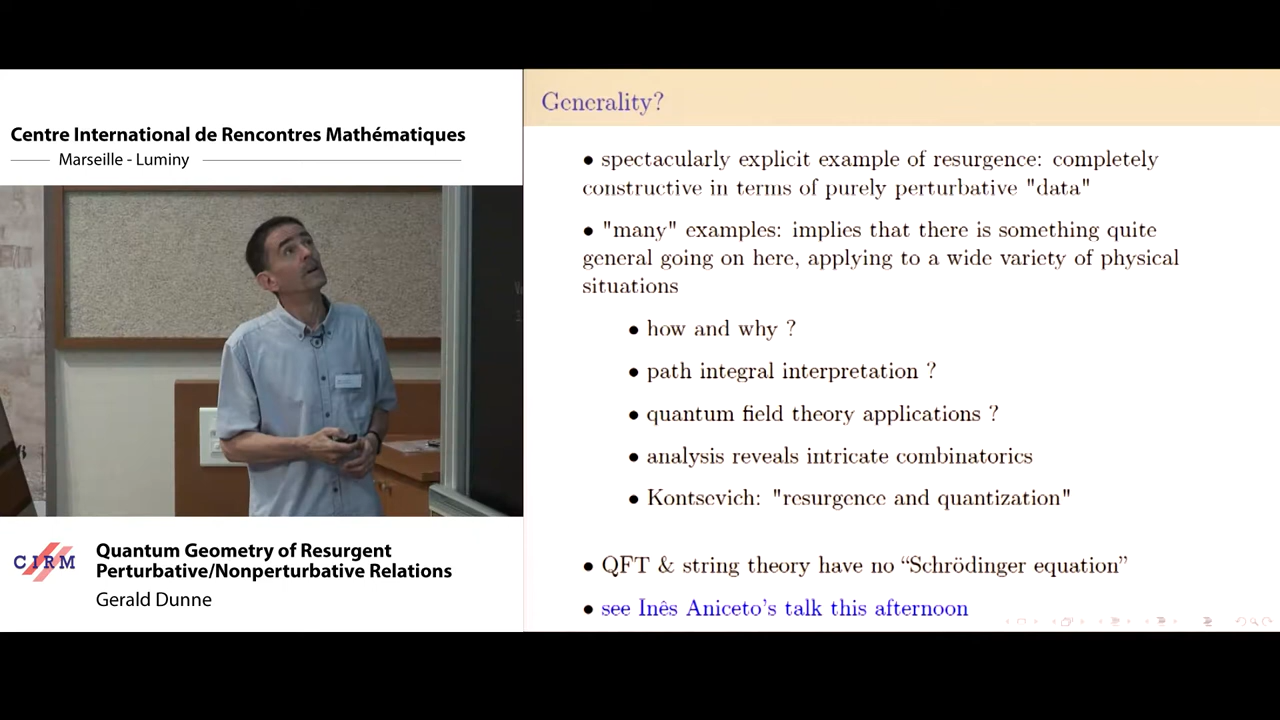 Centre International de Rencontres Mathématiques
Marseille - Luminy
CIRM
Quantum Geometry of Resurgent
Perturbative/Nonperturbative Relations
Gerald Dunne
Generality?
• spectacularly explicit example of resurgence: completely
constructive in terms of purely perturbative "data"
• "many" examples: implies that there is something quite
general going on here, applying to a wide variety of physical
situations
• how and why ?
• path integral interpretation ?
• quantum field theory applications ?
• analysis reveals intricate combinatorics
• Kontsevich: "resurgence and quantization"
• QFT & string theory have no “Schrödinger equation”
• see Inês Aniceto’s talk this afternoon